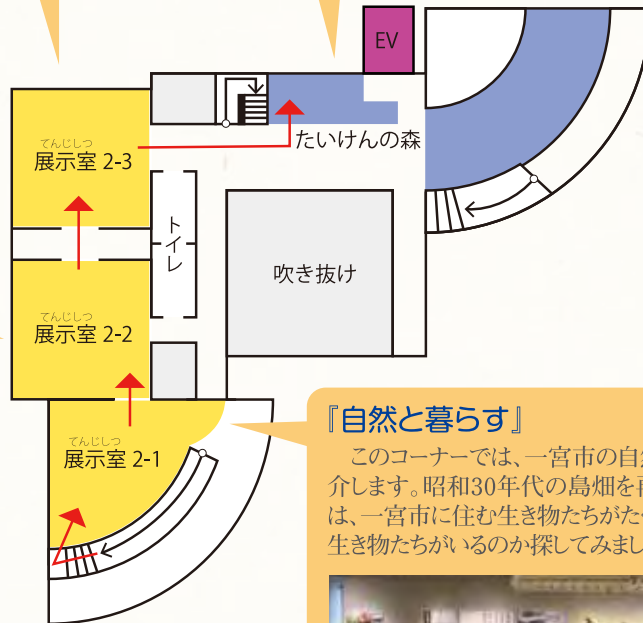 EV
てんじしつ
展示室 2-3
たいけんの森
トイレ
吹き抜け
てんじしつ
展示室 2-2
てんじしつ
展示室 2-1
『自然と暮らす』
このコーナーでは、一宮市の自然
介します。昭和30年代の島畑を再
は、一宮市に住む生き物たちがた
生き物たちがいるのか探してみまし